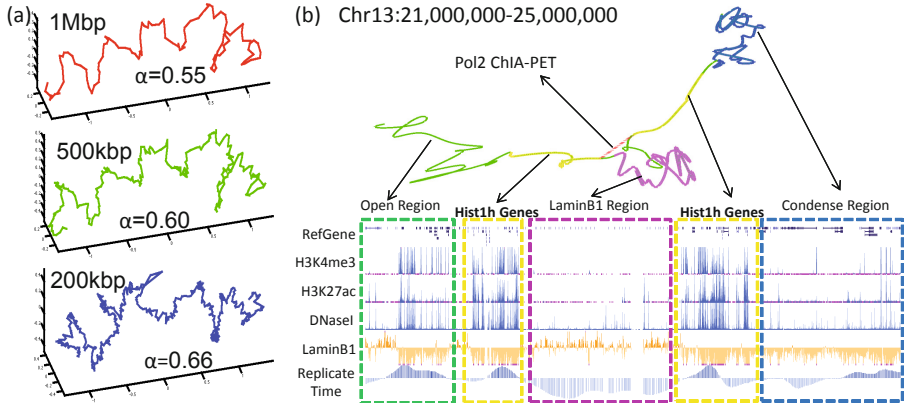 (a)
1Mbp
α=0.55
500kbp
α=0.60
200kbp
α=0.66
(b) Chr13:21,000,000-25,000,000
Pol2 ChIA-PET
Open Region Hist1h Genes LaminB1 Region Hist1h Genes Condense Region
RefGene
H3K4me3
H3K27ac
DNaseI
LaminB1
Replicate
Time